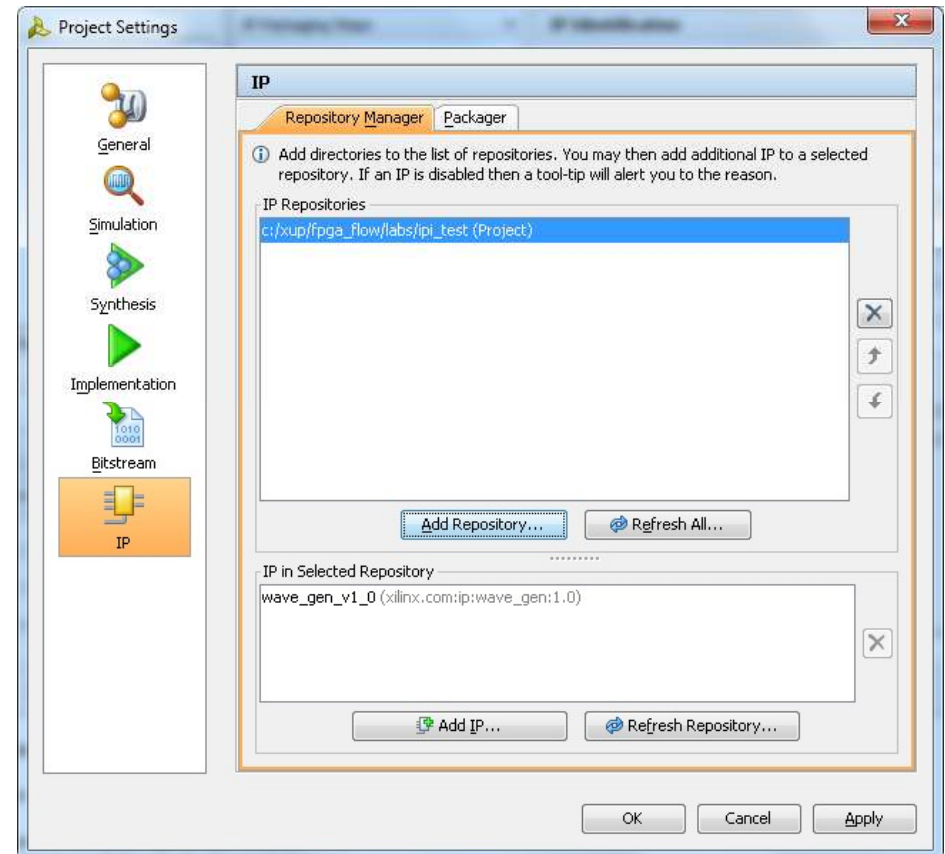 Project Settings
General
Simulation
Synthesis
Implementation
1010
0001
Bitstream
IP
IP
Repository Manager
Packager
Add directories to the list of repositories. You may then add additional IP to a selected
repository. If an IP is disabled then a tool-tip will alert you to the reason.
IP Repositories
c:/xup/fpga_flow/labs/ipi_test (Project)
Add Repository...
Refresh All...
IP in Selected Repository
wave_gen_v1_0 (xilinx.com:ip:wave_gen:1.0)
Add IP...
Refresh Repository...
OK
Cancel
Apply